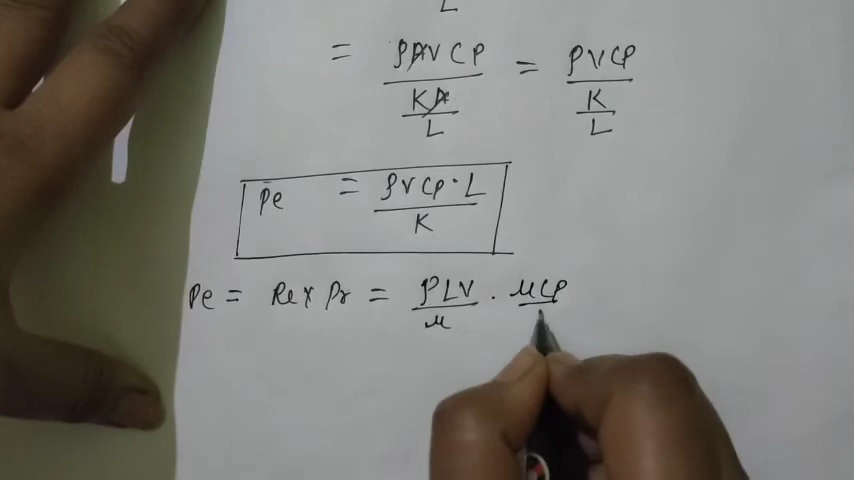 L
= ρAVCP / (KA/L) = ρVCP / (K/L)
Pe = ρVCp·L / K
Pe = Re × Pr = ρLV / μ · μCP